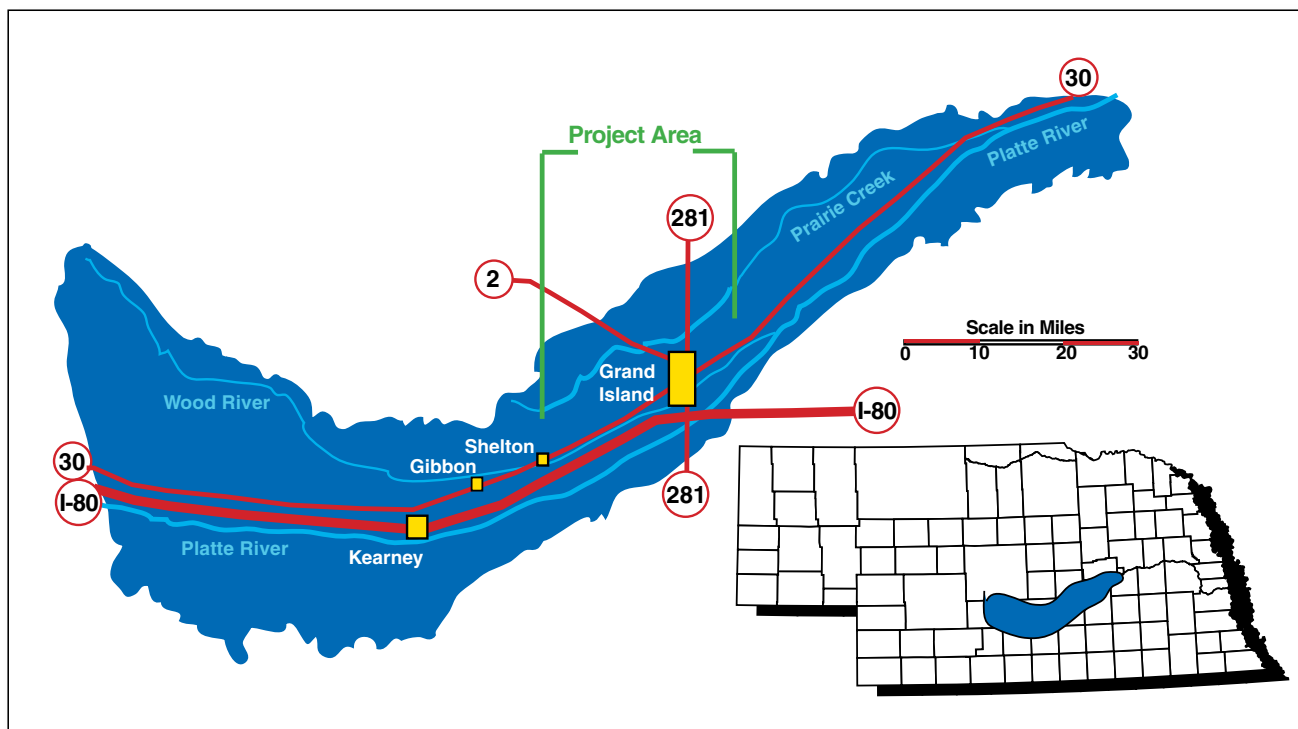 30
Project Area
Platte River
Prairie Creek
281
2
Scale in Miles
0 10 20 30
Grand
Island
Wood River
I-80
Shelton
Gibbon
30
I-80
281
Platte River
Kearney